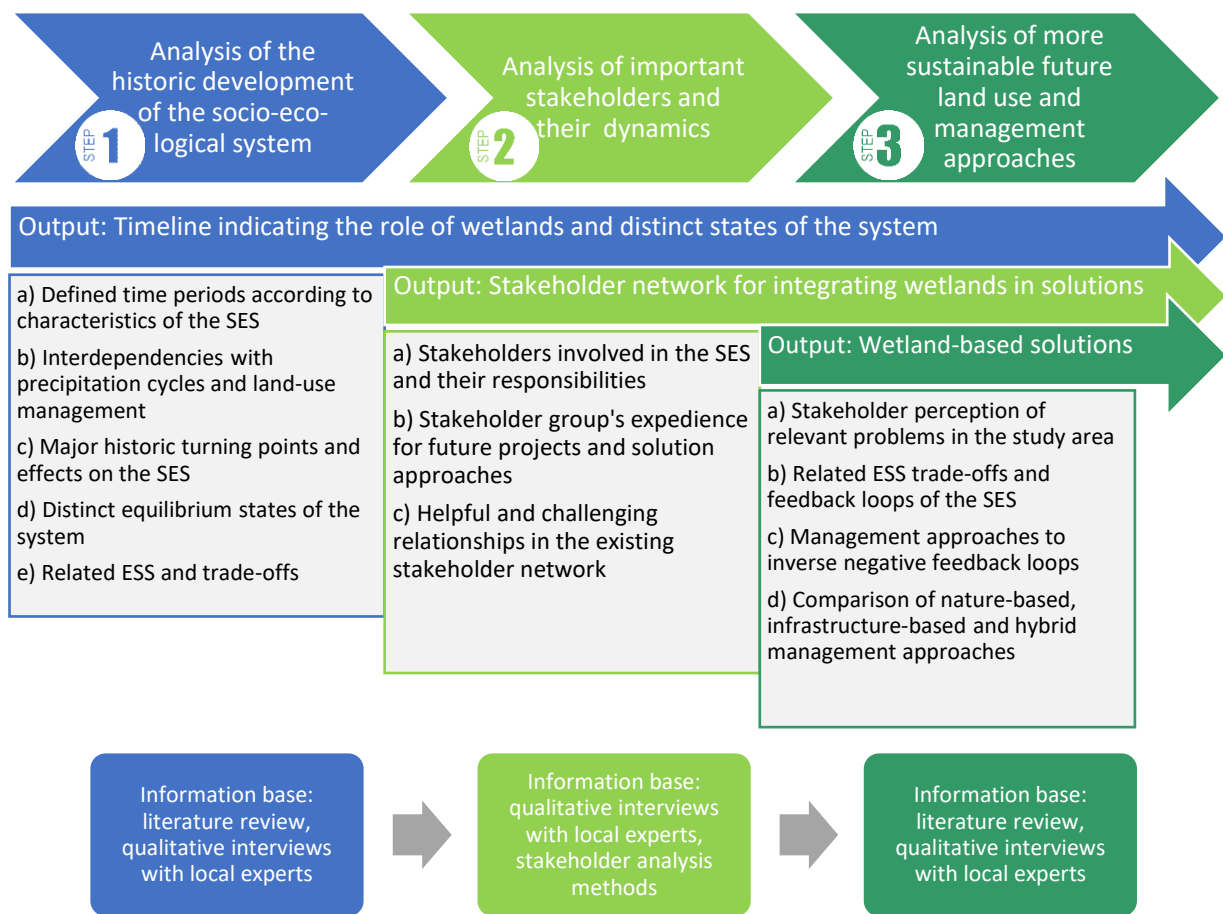 Analysis of the
historic development
of the socio-eco-
logical system
STEP 1
Analysis of important
stakeholders and
their dynamics
STEP 2
Analysis of more
sustainable future
land use and
management
approaches
STEP 3
Output: Timeline indicating the role of wetlands and distinct states of the system
a) Defined time periods according to
characteristics of the SES
b) Interdependencies with
precipitation cycles and land-use
management
c) Major historic turning points and
effects on the SES
d) Distinct equilibrium states of the
system
e) Related ESS and trade-offs
Output: Stakeholder network for integrating wetlands in solutions
a) Stakeholders involved in the SES
and their responsibilities
b) Stakeholder group's expedience
for future projects and solution
approaches
c) Helpful and challenging
relationships in the existing
stakeholder network
Output: Wetland-based solutions
a) Stakeholder perception of
relevant problems in the study area
b) Related ESS trade-offs and
feedback loops of the SES
c) Management approaches to
inverse negative feedback loops
d) Comparison of nature-based,
infrastructure-based and hybrid
management approaches
Information base:
literature review,
qualitative interviews
with local experts
Information base:
qualitative interviews
with local experts,
stakeholder analysis
methods
Information base:
literature review,
qualitative interviews
with local experts